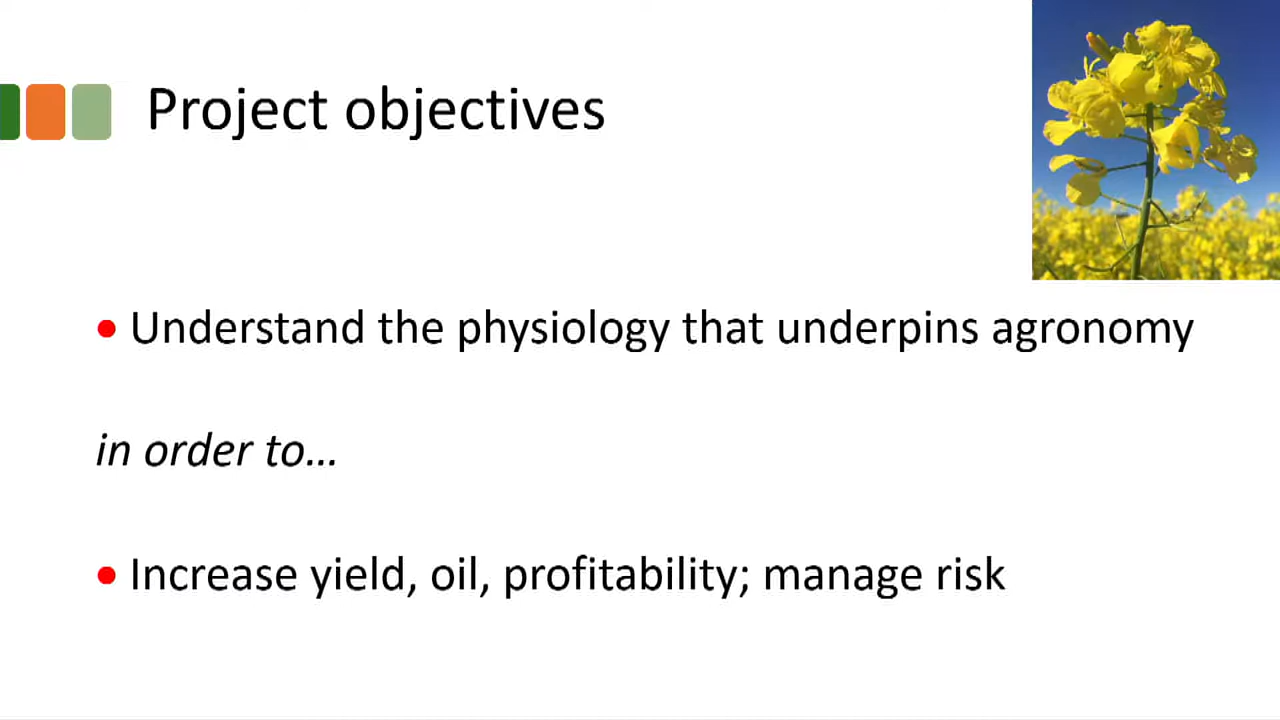 Project objectives
• Understand the physiology that underpins agronomy
in order to...
• Increase yield, oil, profitability; manage risk